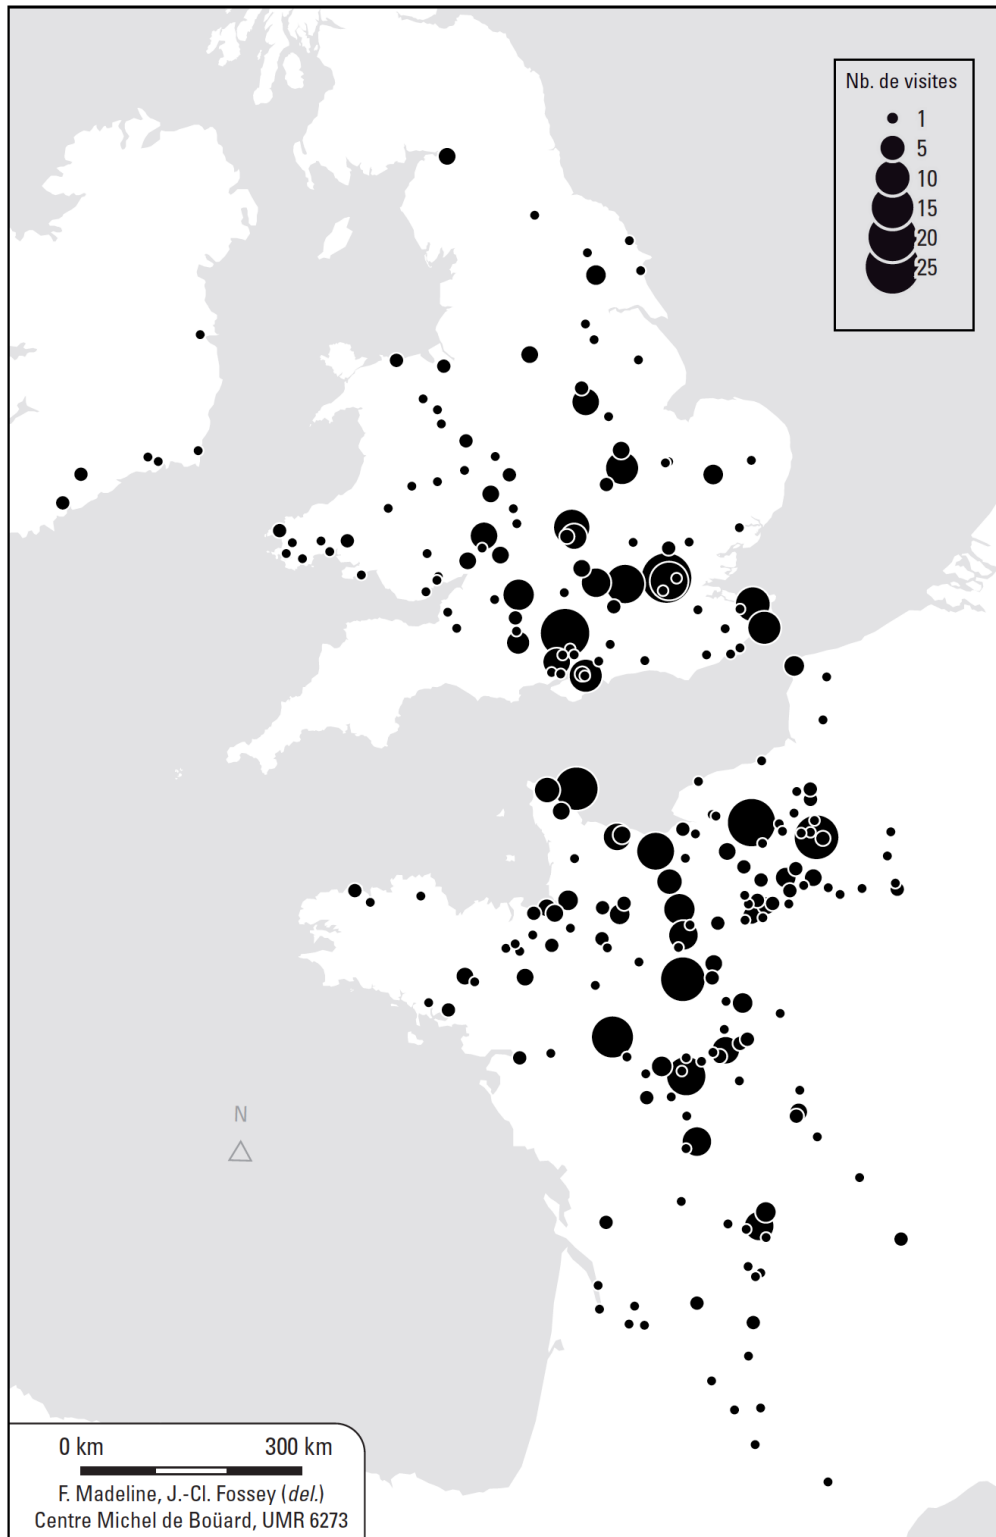 Nb. de visites
1
5
10
15
20
25
N
0 km 300 km
F. Madeline, J.-Cl. Fossey (del.)
Centre Michel de Boüard, UMR 6273